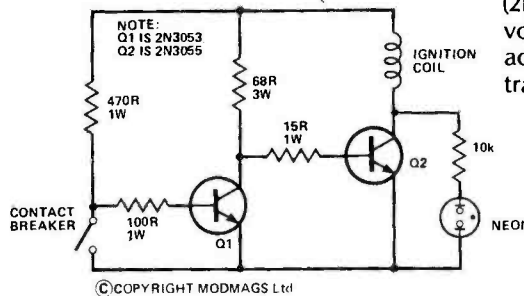 NOTE:
Q1 IS 2N3053
Q2 IS 2N3055
470R
1W
68R
3W
15R
1W
IGNITION
COIL
Q2
10k
NEON
CONTACT
BREAKER
100R
1W
Q1
©COPYRIGHT MODMAGS Ltd